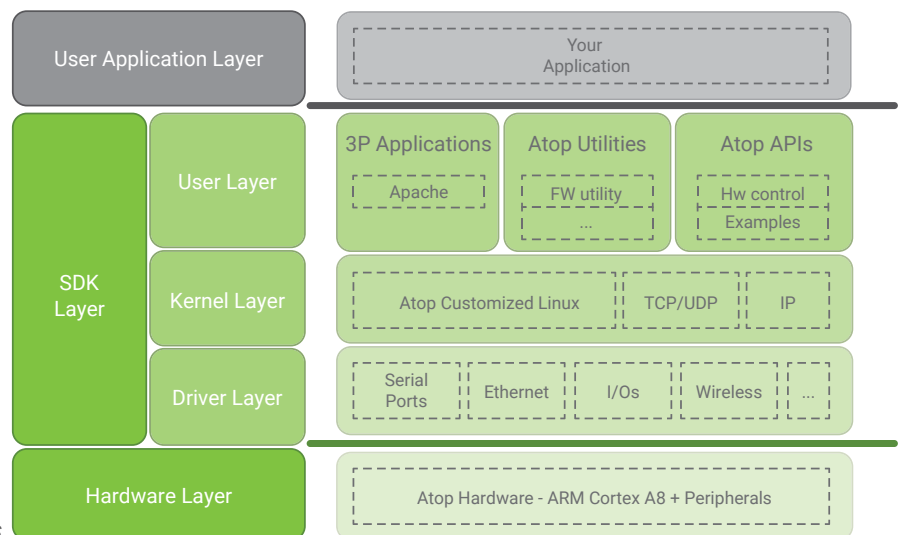 User Application Layer
Your
Application
SDK
Layer
User Layer
3P Applications
Apache
Atop Utilities
FW utility
...
Atop APIs
Hw control
Examples
Kernel Layer
Atop Customized Linux
TCP/UDP
IP
Driver Layer
Serial
Ports
Ethernet
I/Os
Wireless
...
Hardware Layer
Atop Hardware - ARM Cortex A8 + Peripherals